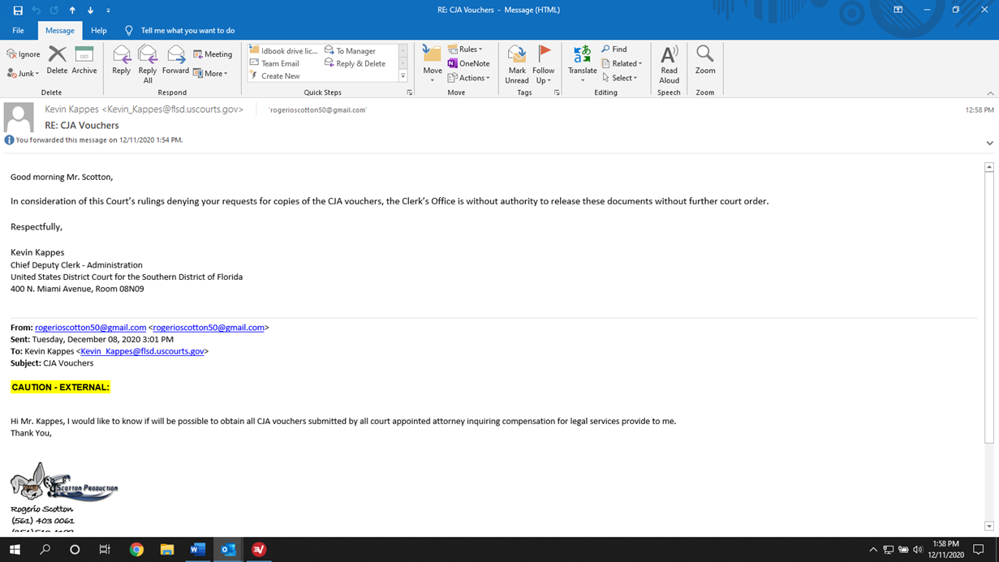 RE: CJA Vouchers - Message (HTML)
File Message Help Tell me what you want to do
Ignore
Junk
Delete
Archive
Delete
Reply
Reply All
Forward
Meeting
More
Respond
Idbook drive lic...
Team Email
Create New
To Manager
Reply & Delete
Quick Steps
Move
Rules
OneNote
Actions
Move
Mark Unread
Follow Up
Tags
Translate
Find
Related
Select
Editing
Read Aloud
Speech
Zoom
Zoom
Kevin Kappes <Kevin_Kappes@flsd.uscourts.gov>
'rogerioscotton50@gmail.com'
12:58 PM
RE: CJA Vouchers
You forwarded this message on 12/11/2020 1:54 PM.
Good morning Mr. Scotton,
In consideration of this Court's rulings denying your requests for copies of the CJA vouchers, the Clerk's Office is without authority to release these documents without further court order.
Respectfully,
Kevin Kappes
Chief Deputy Clerk - Administration
United States District Court for the Southern District of Florida
400 N. Miami Avenue, Room 08N09
From: rogerioscotton50@gmail.com <rogerioscotton50@gmail.com>
Sent: Tuesday, December 08, 2020 3:01 PM
To: Kevin Kappes <Kevin_Kappes@flsd.uscourts.gov>
Subject: CJA Vouchers
CAUTION - EXTERNAL:
Hi Mr. Kappes, I would like to know if will be possible to obtain all CJA vouchers submitted by all court appointed attorney inquiring compensation for legal services provide to me.
Thank You,
Scotton Production
Rogerio Scotton
(561) 403 0061
1:58 PM
12/11/2020